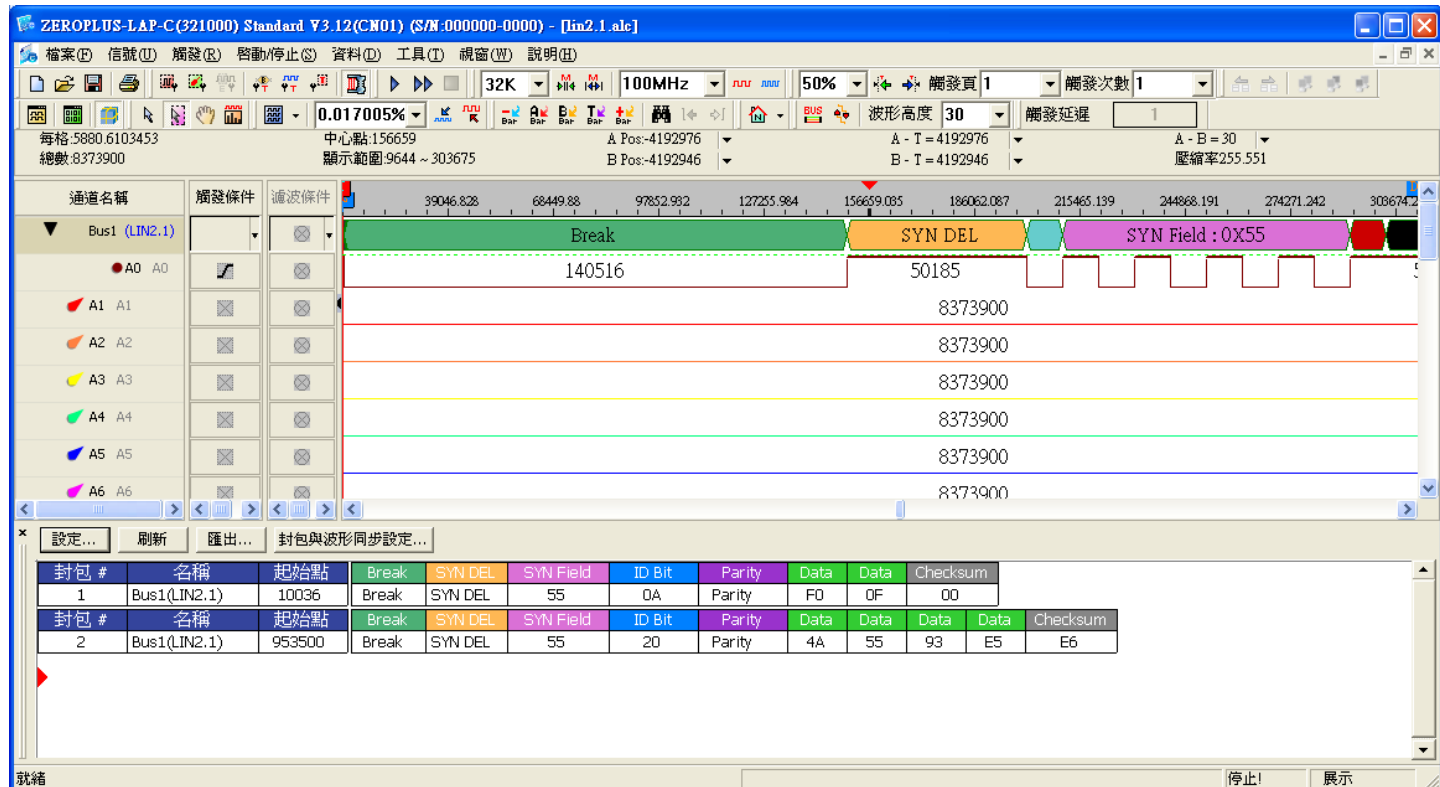 ZEROPLUS-LAP-C(321000) Standard V3.12(CN01) (S/N:000000-0000) - [lin2.1.alc]
檔案(F) 信號(U) 觸發(R) 啓動/停止(S) 資料(D) 工具(T) 視窗(W) 說明(H)
32K 100MHz 50% 觸發頁 1 觸發次數 1
0.017005% Bar Bar Bar Bar Bar BUS 波形高度 30 觸發延遲 1
每格:5880.6103453 中心點:156659 A Pos:-4192976 A - T = 4192976 A - B = 30
總數:8373900 顯示範圍:9644 ~ 303675 B Pos:-4192946 B - T = 4192946 壓縮率255.551
通道名稱 觸發條件 濾波條件 39046.828 68449.88 97852.932 127255.984 156659.035 186062.087 215465.139 244868.191 274271.242 303674.2
Bus1 (LIN2.1) Break SYN DEL SYN Field : 0X55
A0 A0 140516 50185
A1 A1 8373900
A2 A2 8373900
A3 A3 8373900
A4 A4 8373900
A5 A5 8373900
A6 A6 8373900
設定... 刷新 匯出... 封包與波形同步設定...
封包 # 名稱 起始點 Break SYN DEL SYN Field ID Bit Parity Data Data Checksum
1 Bus1(LIN2.1) 10036 Break SYN DEL 55 0A Parity F0 0F 00
封包 # 名稱 起始點 Break SYN DEL SYN Field ID Bit Parity Data Data Data Data Checksum
2 Bus1(LIN2.1) 953500 Break SYN DEL 55 20 Parity 4A 55 93 E5 E6
就緒 停止! 展示